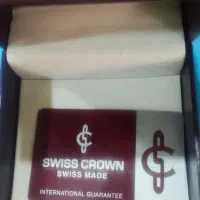 SWISS CROWN
SWISS MADE
INTERNATIONAL GUARANTEE